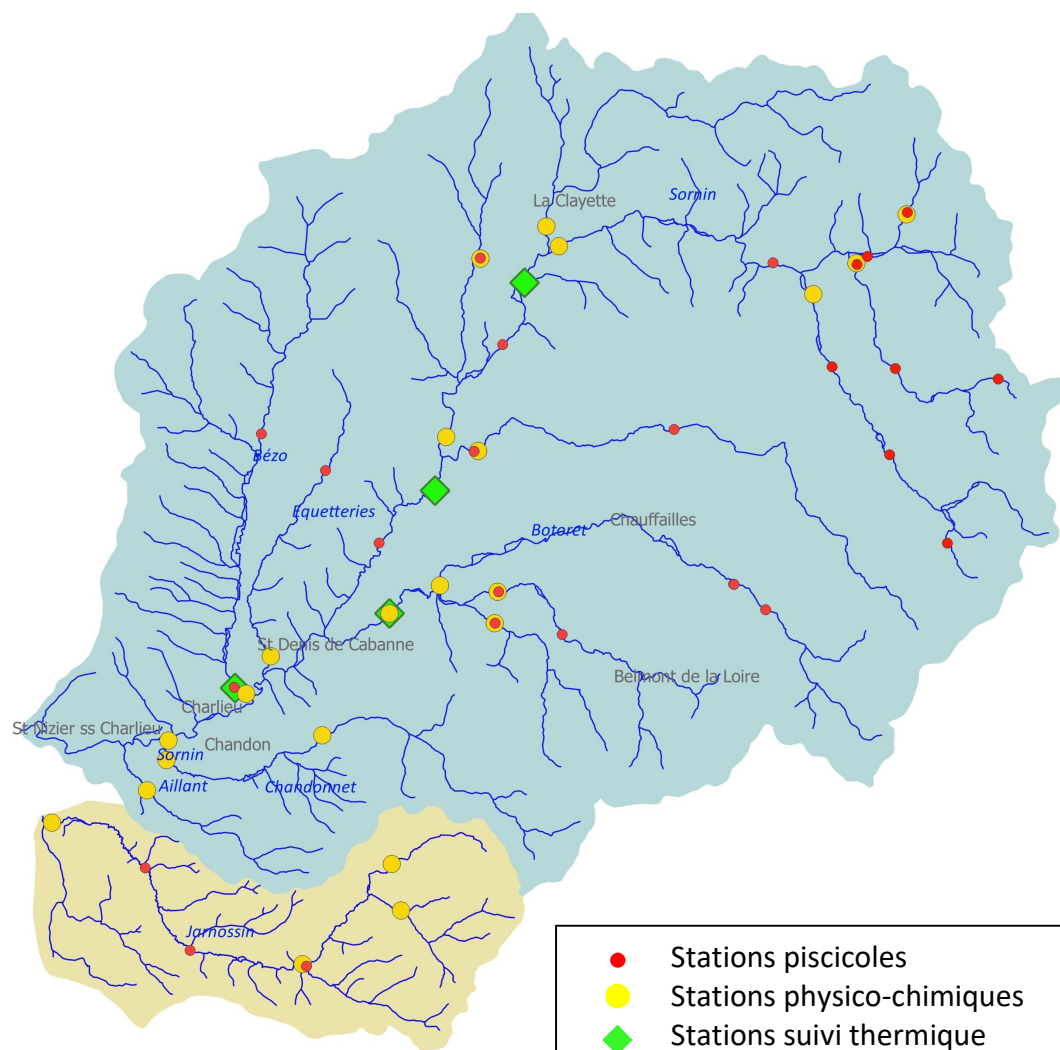 La Clayette
Sornin
Bézo
Equetteries
Botoret
Chauffailles
St Denis de Cabanne
Belmont de la Loire
Charlieu
St Nizier ss Charlieu
Chandon
Sornin
Aillant
Chandonnet
Jarnossin
Stations piscicoles
Stations physico-chimiques
Stations suivi thermique